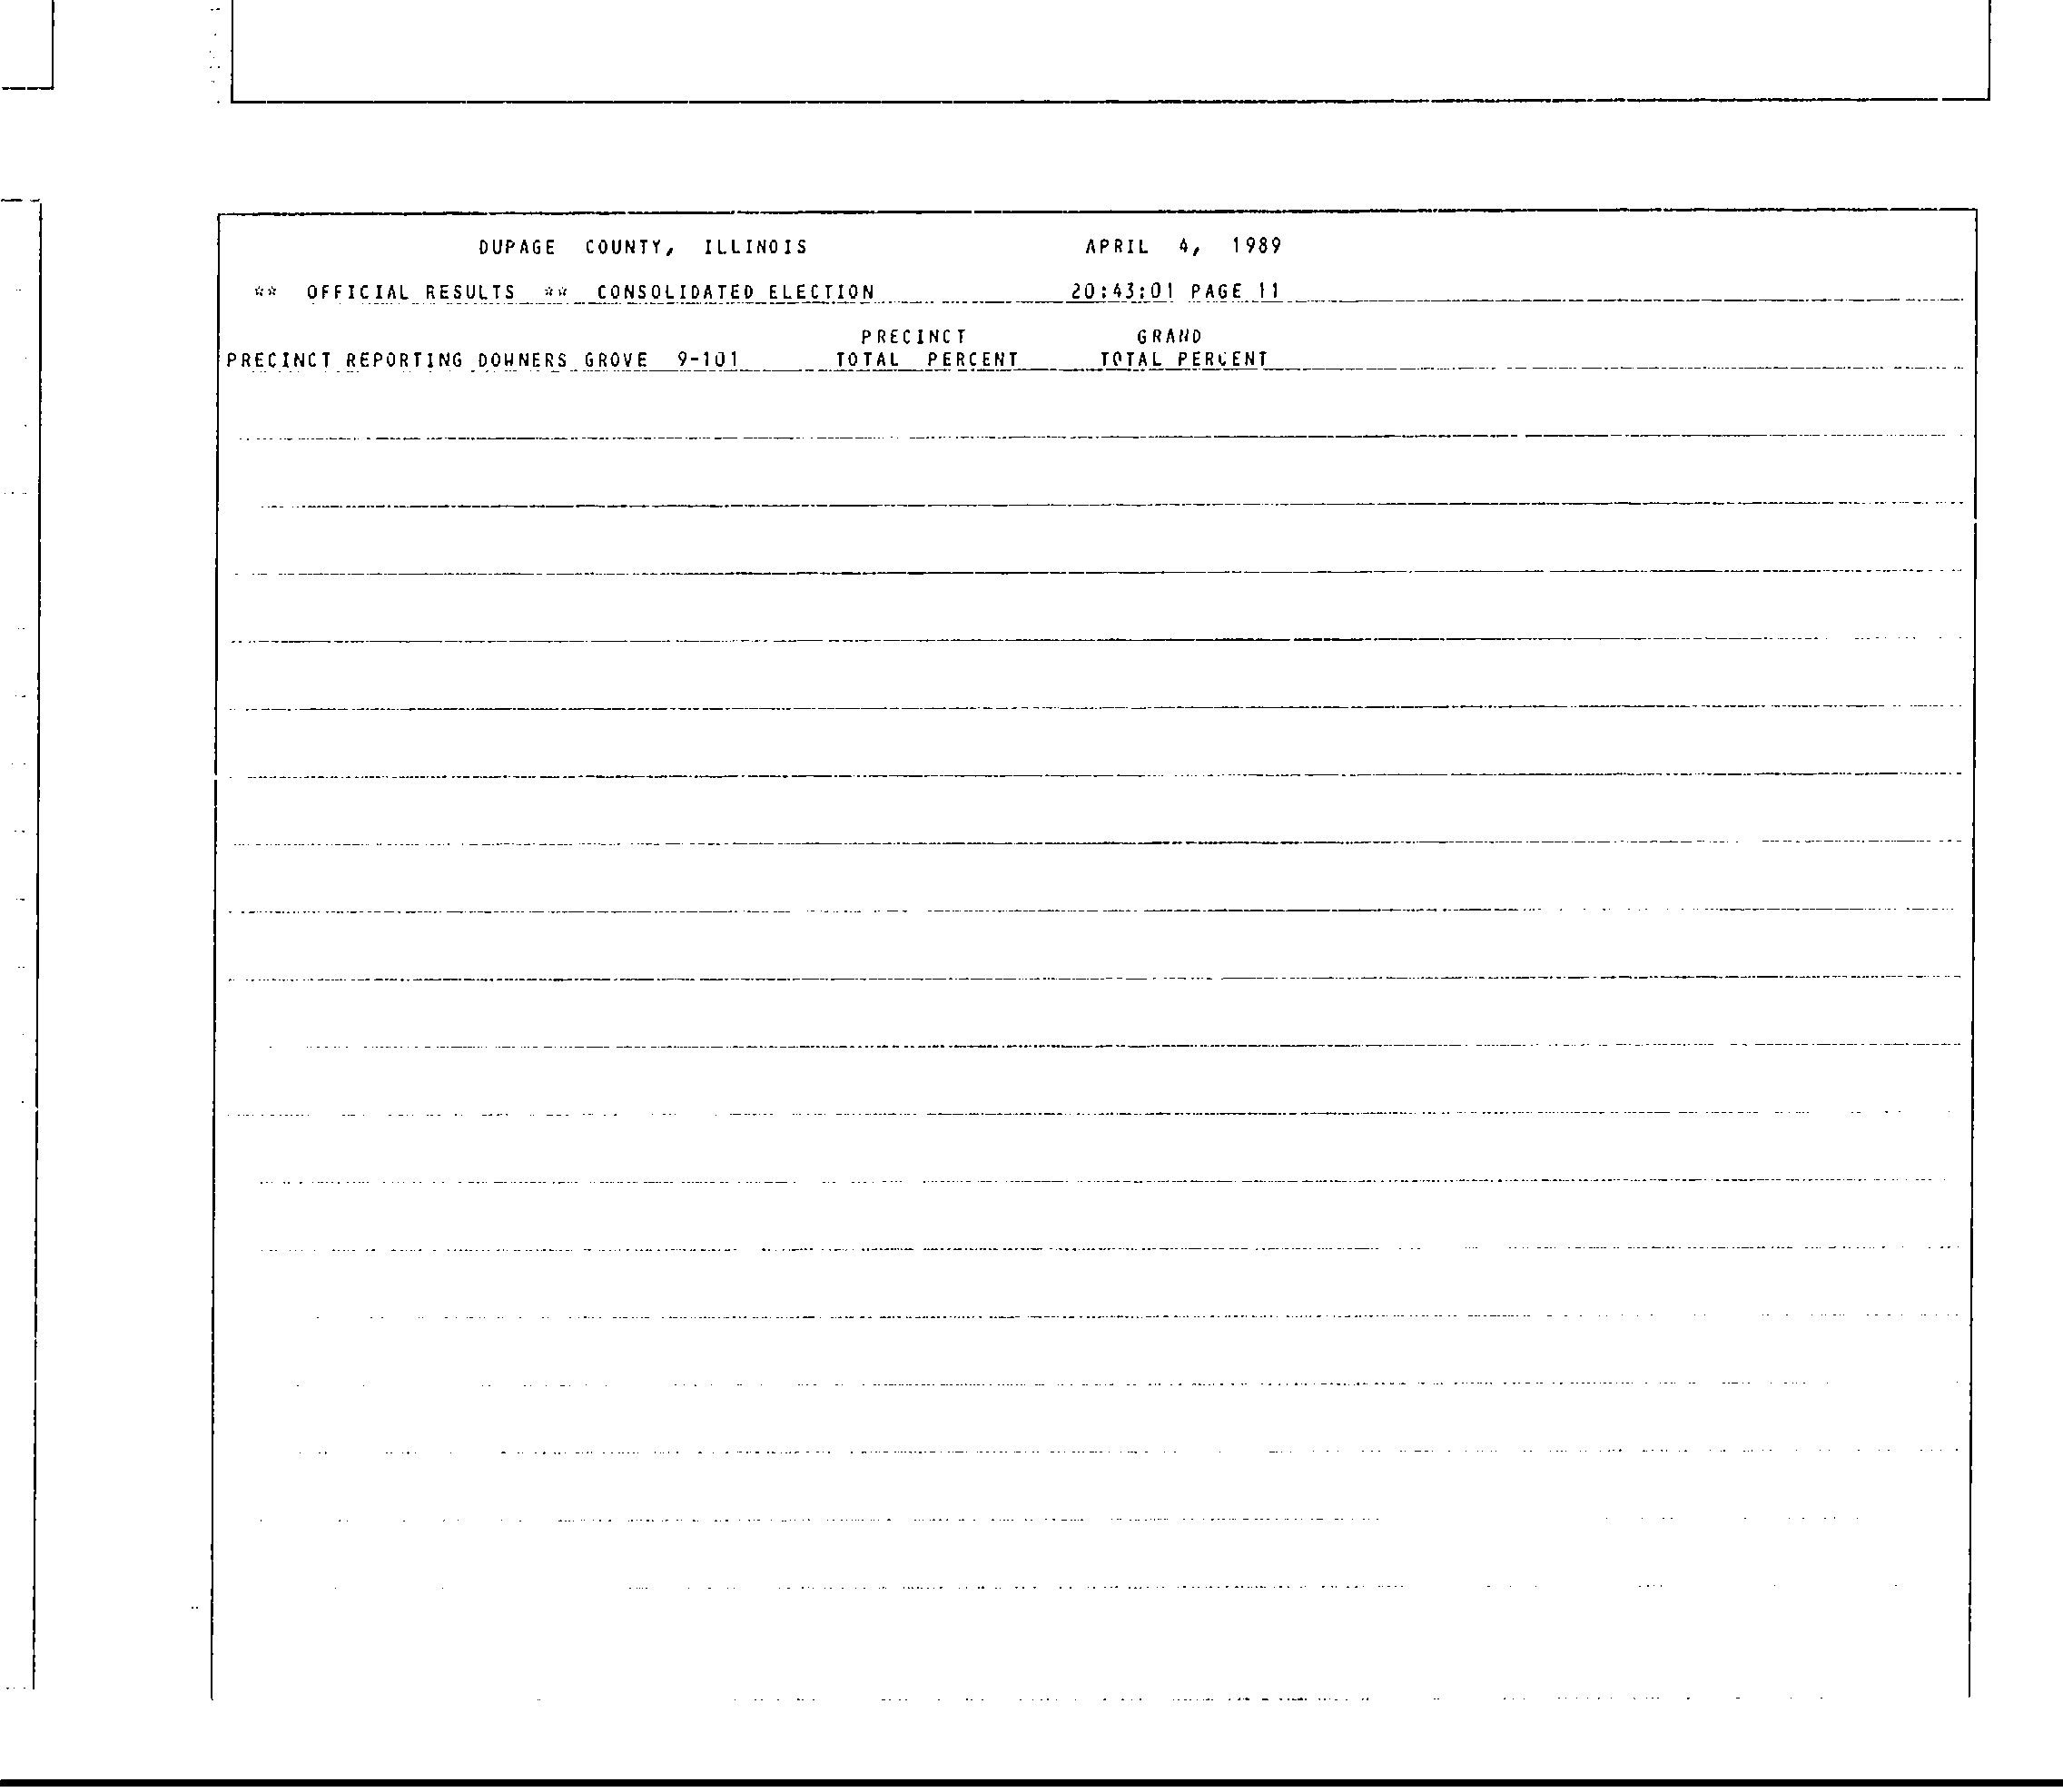 DUPAGE COUNTY, ILLINOIS APRIL 4, 1989
** OFFICIAL RESULTS ** CONSOLIDATED ELECTION 20:43:01 PAGE 11
PRECINCT GRAND
PRECINCT REPORTING DOWNERS GROVE 9-101 TOTAL PERCENT TOTAL PERCENT